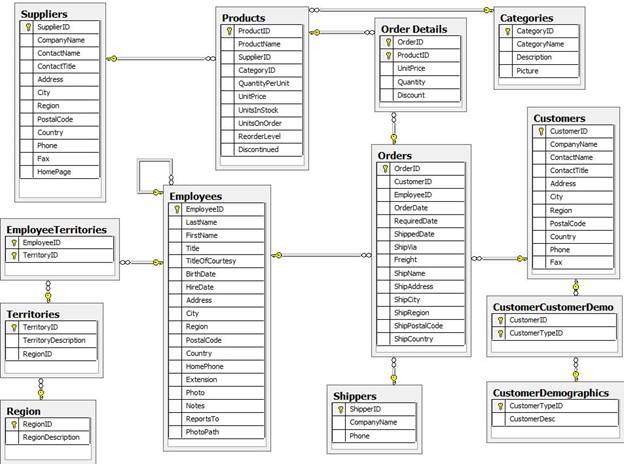 Suppliers
SupplierID
CompanyName
ContactName
ContactTitle
Address
City
Region
PostalCode
Country
Phone
Fax
HomePage
Products
ProductID
ProductName
SupplierID
CategoryID
QuantityPerUnit
UnitPrice
UnitsInStock
UnitsOnOrder
ReorderLevel
Discontinued
Order Details
OrderID
ProductID
UnitPrice
Quantity
Discount
Categories
CategoryID
CategoryName
Description
Picture
Customers
CustomerID
CompanyName
ContactName
ContactTitle
Address
City
Region
PostalCode
Country
Phone
Fax
Orders
OrderID
CustomerID
EmployeeID
OrderDate
RequiredDate
ShippedDate
ShipVia
Freight
ShipName
ShipAddress
ShipCity
ShipRegion
ShipPostalCode
ShipCountry
Employees
EmployeeID
LastName
FirstName
Title
TitleOfCourtesy
BirthDate
HireDate
Address
City
Region
PostalCode
Country
HomePhone
Extension
Photo
Notes
ReportsTo
PhotoPath
EmployeeTerritories
EmployeeID
TerritoryID
Territories
TerritoryID
TerritoryDescription
RegionID
Region
RegionID
RegionDescription
Shippers
ShipperID
CompanyName
Phone
CustomerCustomerDemo
CustomerID
CustomerTypeID
CustomerDemographics
CustomerTypeID
CustomerDesc